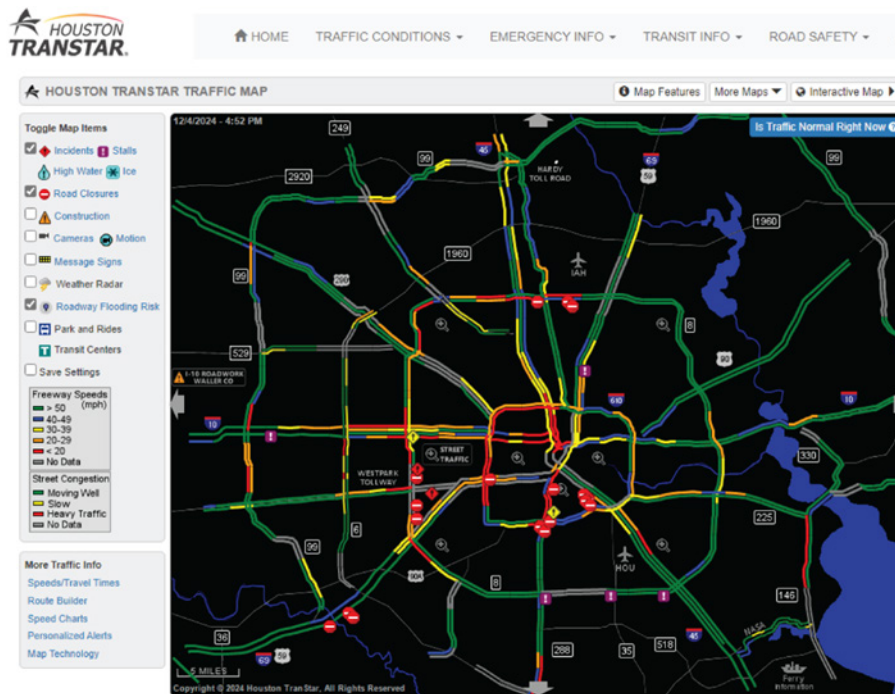 HOUSTON
TRANSTAR.
HOME
TRAFFIC CONDITIONS
EMERGENCY INFO
TRANSIT INFO
ROAD SAFETY
HOUSTON TRANSTAR TRAFFIC MAP
Map Features
More Maps
Interactive Map
Toggle Map Items
Incidents
Stalls
High Water
Ice
Road Closures
Construction
Cameras
Motion
Message Signs
Weather Radar
Roadway Flooding Risk
Park and Rides
Transit Centers
Save Settings
Freeway Speeds
(mph)
> 50
40-49
30-39
20-29
< 20
No Data
Street Congestion
Moving Well
Slow
Heavy Traffic
No Data
More Traffic Info
Speeds/Travel Times
Route Builder
Speed Charts
Personalized Alerts
Map Technology
12/4/2024 - 4:52 PM
Is Traffic Normal Right Now
249
99
45
HARDY
TOLL ROAD
69
59
99
2920
1960
1960
IAH
99
290
8
529
90
I-10 ROADWORK
WALLER CO
610
10
10
STREET
TRAFFIC
330
WESTPARK
TOLLWAY
225
99
6
90A
HOU
8
146
NASA
36
69
59
288
35
518
45
5 MILES
Ferry
Information
Copyright © 2024 Houston TranStar, All Rights Reserved